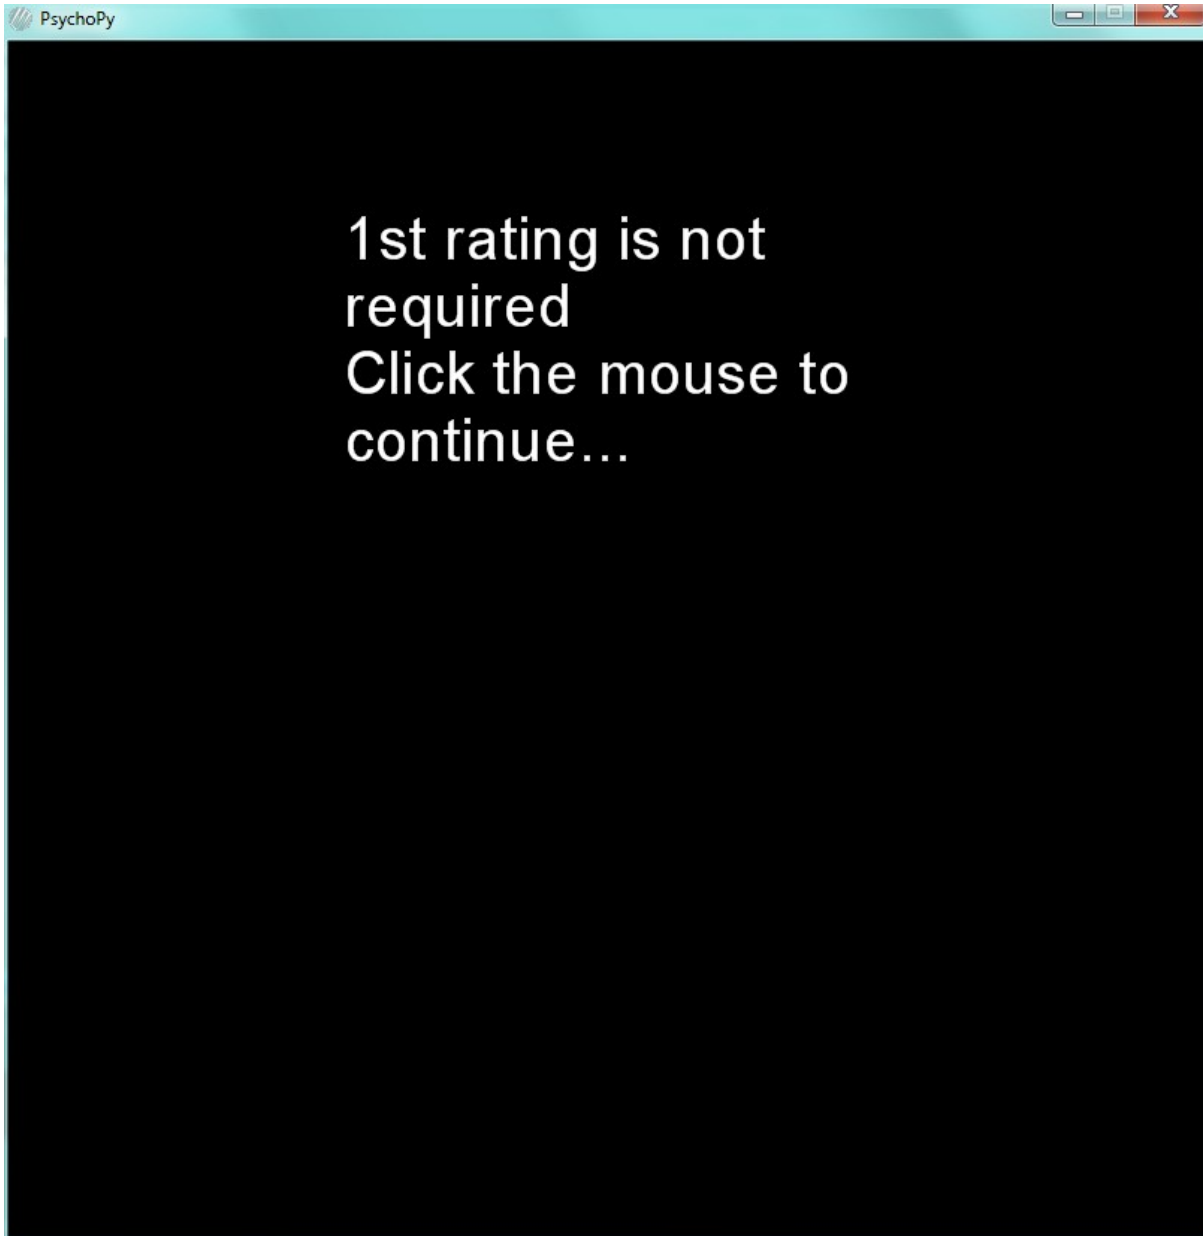 PsychoPy
1st rating is not
required
Click the mouse to
continue...